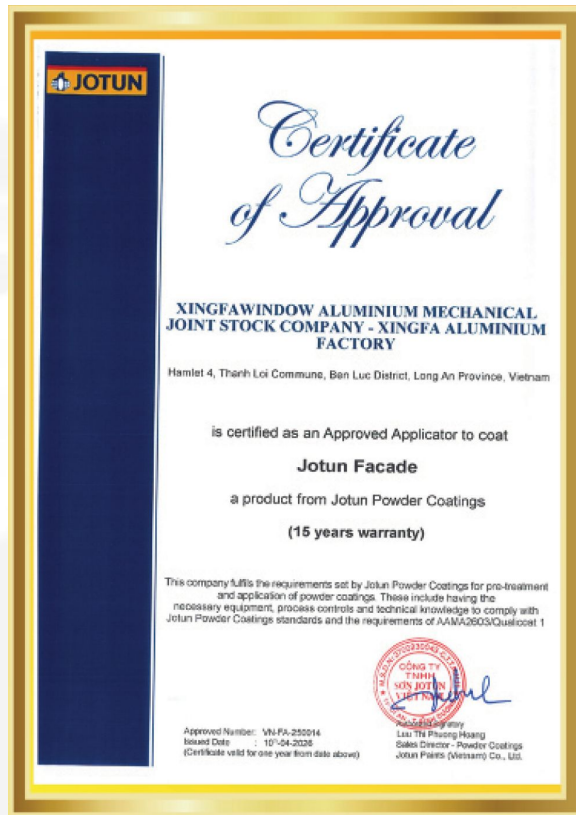 JOTUN
Certificate
of Approval
XINGFAWINDOW ALUMINIUM MECHANICAL
JOINT STOCK COMPANY - XINGFA ALUMINIUM
FACTORY
Hamlet 4, Thanh Loi Commune, Ben Luc District, Long An Province, Vietnam
is certified as an Approved Applicator to coat
Jotun Facade
a product from Jotun Powder Coatings
(15 years warranty)
This company fulfils the requirements set by Jotun Powder Coatings for pre-treatment
and application of powder coatings. These include having the
necessary equipment, process controls and technical knowledge to comply with
Jotun Powder Coatings standards and the requirements of AAMA2603/Qualicoat 1
CÔNG TY
TNHH
SƠN JOTUN
VIỆT NAM
Approved Number: VN-FA-250014
Issued Date :
(Certificate valid for one year from date above)
Signatory
Luu Thi Phuong Hoang
Sales Director - Powder Coatings
Jotun Paints (Vietnam) Co., Ltd.